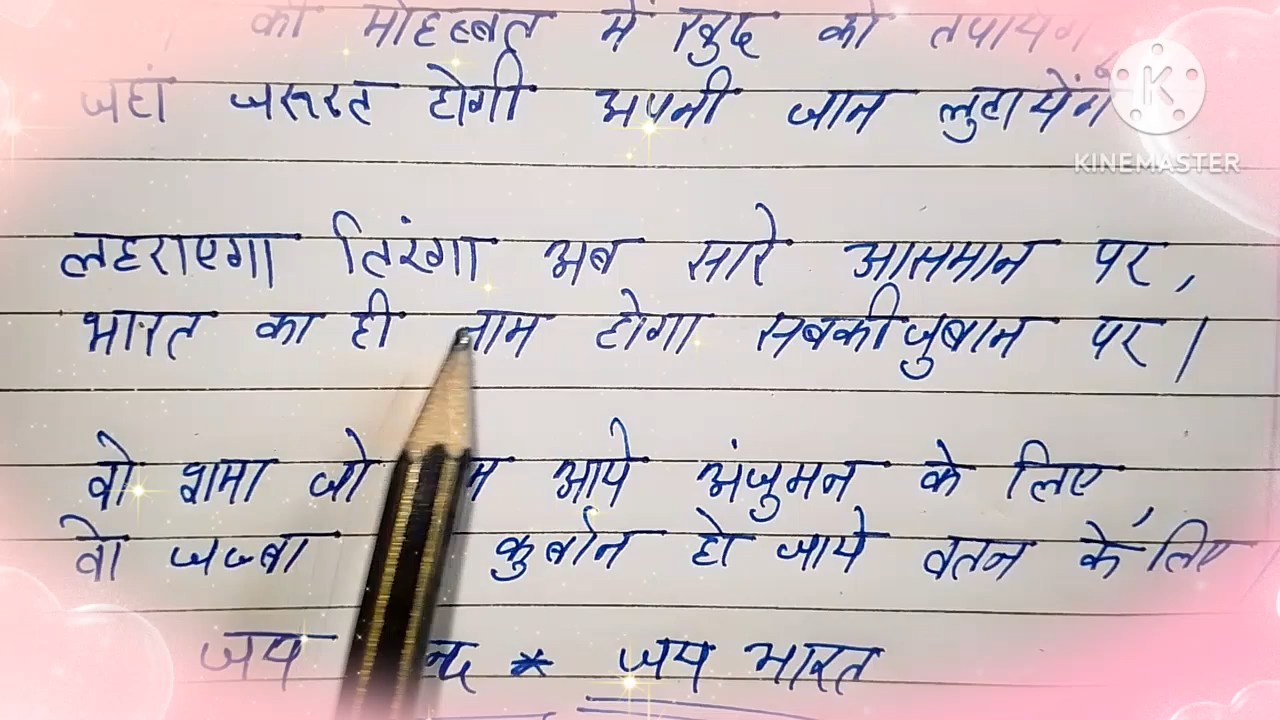 की मोहब्बत में खुद को तपायेंगे,
जहां जरूरत होगी अपनी जान लुटायेंगे
KINEMASTER
लहराएगा तिरंगा अब सारे आसमान पर,
भारत का ही नाम होगा सबकी जुबान पर।
वो शमा जो आये अंजुमन के लिए,
वो जज्बा कुर्बान हो जाये वतन के लिए
जय * जय भारत